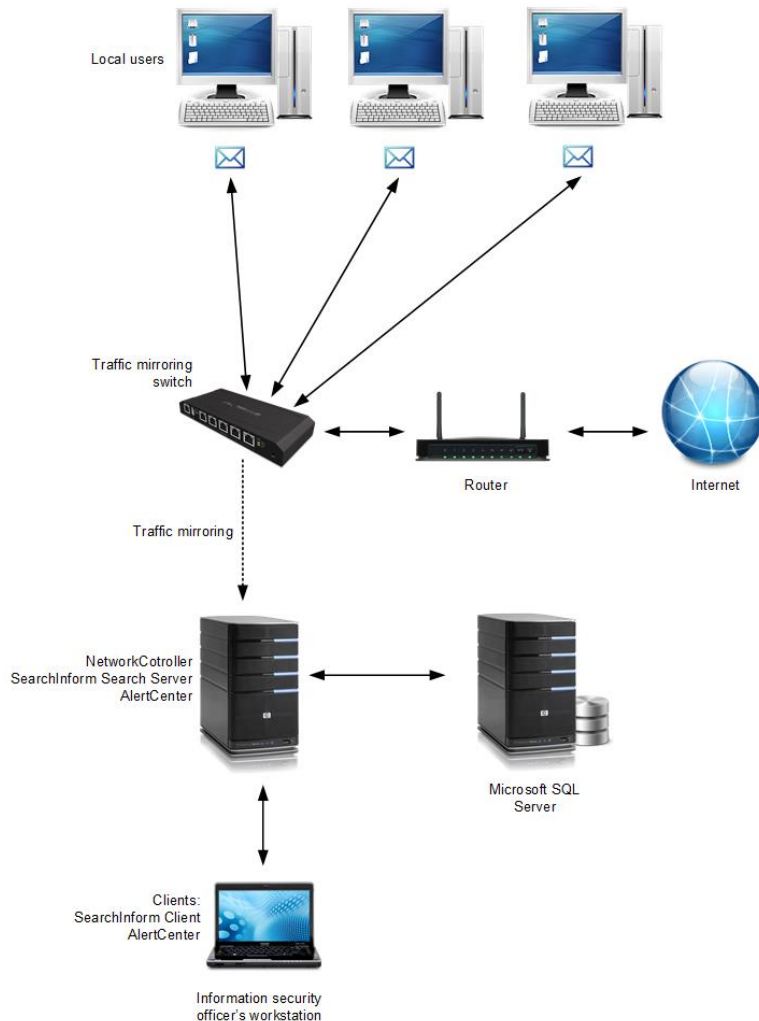 Local users
Traffic mirroring
switch
Router
Internet
Traffic mirroring
NetworkCotroller
SearchInform Search Server
AlertCenter
Microsoft SQL
Server
Clients:
SearchInform Client
AlertCenter
Information security
officer's workstation